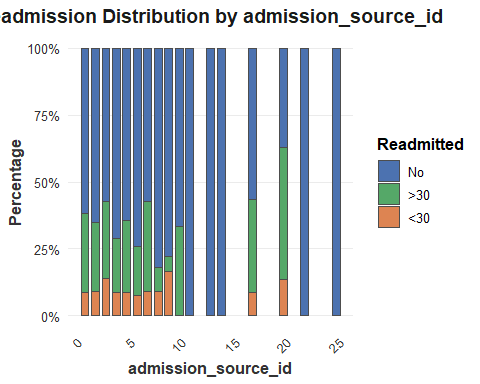 eadmission Distribution by admission_source_id
100%
75%
50%
25%
0%
Percentage
0
5
10
15
20
25
admission_source_id
Readmitted
No
>30
<30